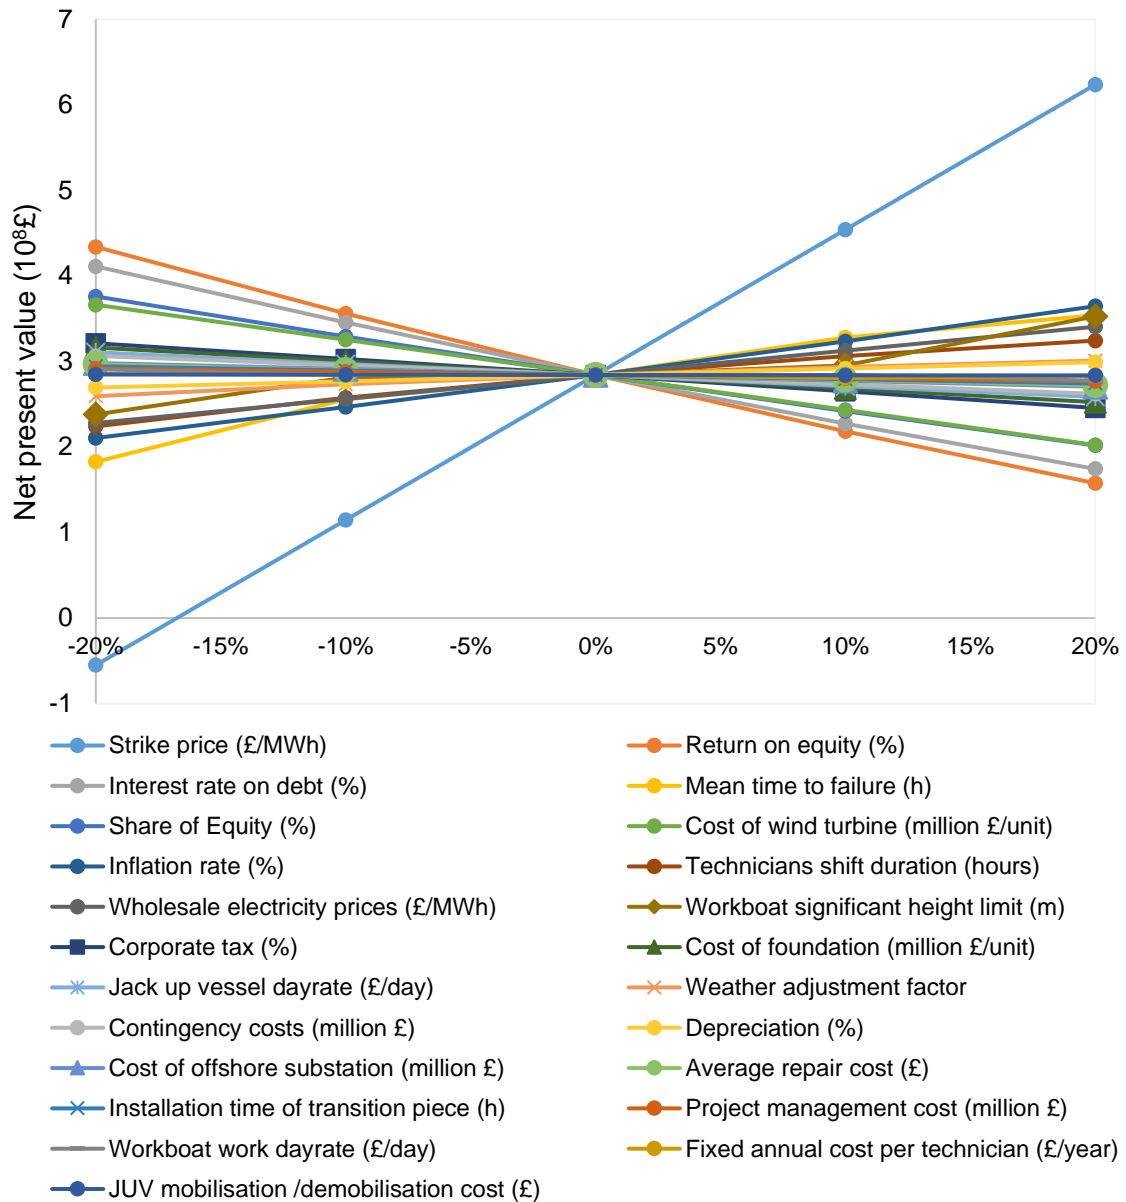 7
6
5
4
3
2
1
0
-1
Net present value (10⁸£)
-20% -15% -10% -5% 0% 5% 10% 15% 20%
Strike price (£/MWh) Return on equity (%)
Interest rate on debt (%) Mean time to failure (h)
Share of Equity (%) Cost of wind turbine (million £/unit)
Inflation rate (%) Technicians shift duration (hours)
Wholesale electricity prices (£/MWh) Workboat significant height limit (m)
Corporate tax (%) Cost of foundation (million £/unit)
Jack up vessel dayrate (£/day) Weather adjustment factor
Contingency costs (million £) Depreciation (%)
Cost of offshore substation (million £) Average repair cost (£)
Installation time of transition piece (h) Project management cost (million £)
Workboat work dayrate (£/day) Fixed annual cost per technician (£/year)
JUV mobilisation /demobilisation cost (£)